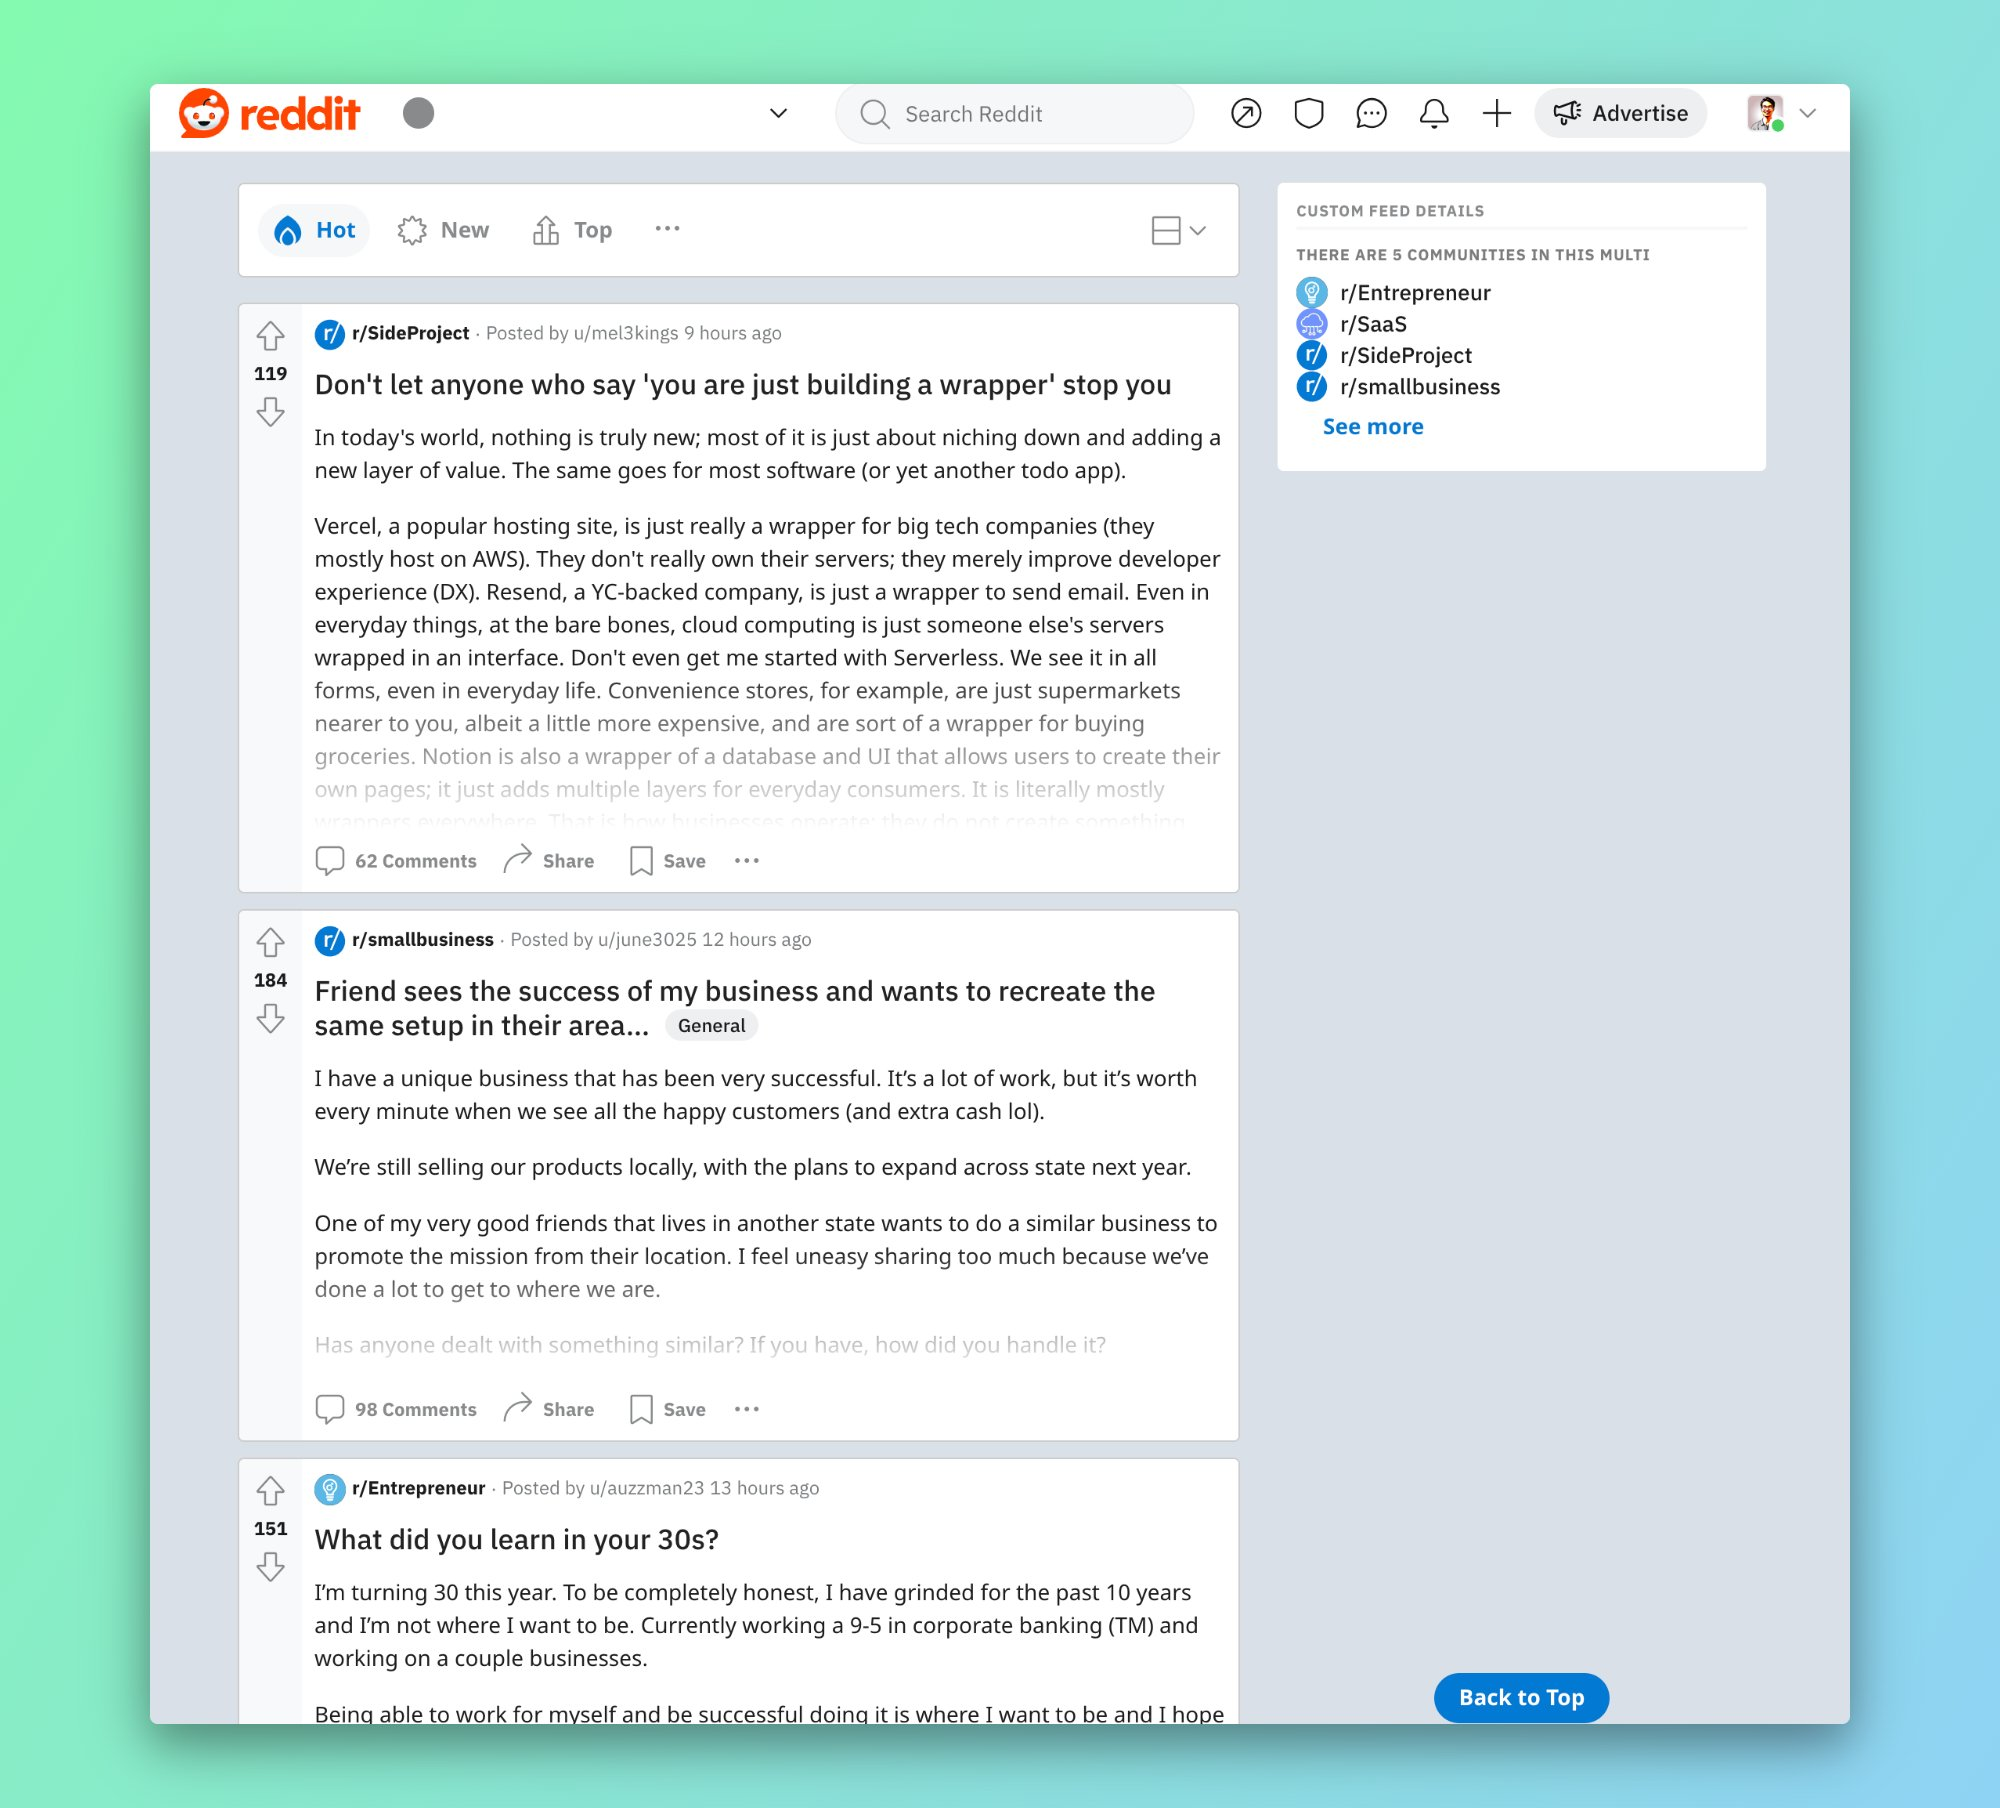 reddit
Search Reddit
Advertise
Hot
New
Top
CUSTOM FEED DETAILS
THERE ARE 5 COMMUNITIES IN THIS MULTI
r/Entrepreneur
r/SaaS
r/SideProject
r/smallbusiness
See more
r/SideProject · Posted by u/mel3kings 9 hours ago
119
Don't let anyone who say 'you are just building a wrapper' stop you
In today's world, nothing is truly new; most of it is just about niching down and adding a
new layer of value. The same goes for most software (or yet another todo app).
Vercel, a popular hosting site, is just really a wrapper for big tech companies (they
mostly host on AWS). They don't really own their servers; they merely improve developer
experience (DX). Resend, a YC-backed company, is just a wrapper to send email. Even in
everyday things, at the bare bones, cloud computing is just someone else's servers
wrapped in an interface. Don't even get me started with Serverless. We see it in all
forms, even in everyday life. Convenience stores, for example, are just supermarkets
nearer to you, albeit a little more expensive, and are sort of a wrapper for buying
groceries. Notion is also a wrapper of a database and UI that allows users to create their
own pages; it just adds multiple layers for everyday consumers. It is literally mostly
wrappers everywhere. That is how businesses operate; they do not create something
62 Comments
Share
Save
r/smallbusiness · Posted by u/june3025 12 hours ago
184
Friend sees the success of my business and wants to recreate the
same setup in their area... General
I have a unique business that has been very successful. It’s a lot of work, but it’s worth
every minute when we see all the happy customers (and extra cash lol).
We’re still selling our products locally, with the plans to expand across state next year.
One of my very good friends that lives in another state wants to do a similar business to
promote the mission from their location. I feel uneasy sharing too much because we’ve
done a lot to get to where we are.
Has anyone dealt with something similar? If you have, how did you handle it?
98 Comments
Share
Save
r/Entrepreneur · Posted by u/auzzman23 13 hours ago
151
What did you learn in your 30s?
I’m turning 30 this year. To be completely honest, I have grinded for the past 10 years
and I’m not where I want to be. Currently working a 9-5 in corporate banking (TM) and
working on a couple businesses.
Being able to work for myself and be successful doing it is where I want to be and I hope
Back to Top